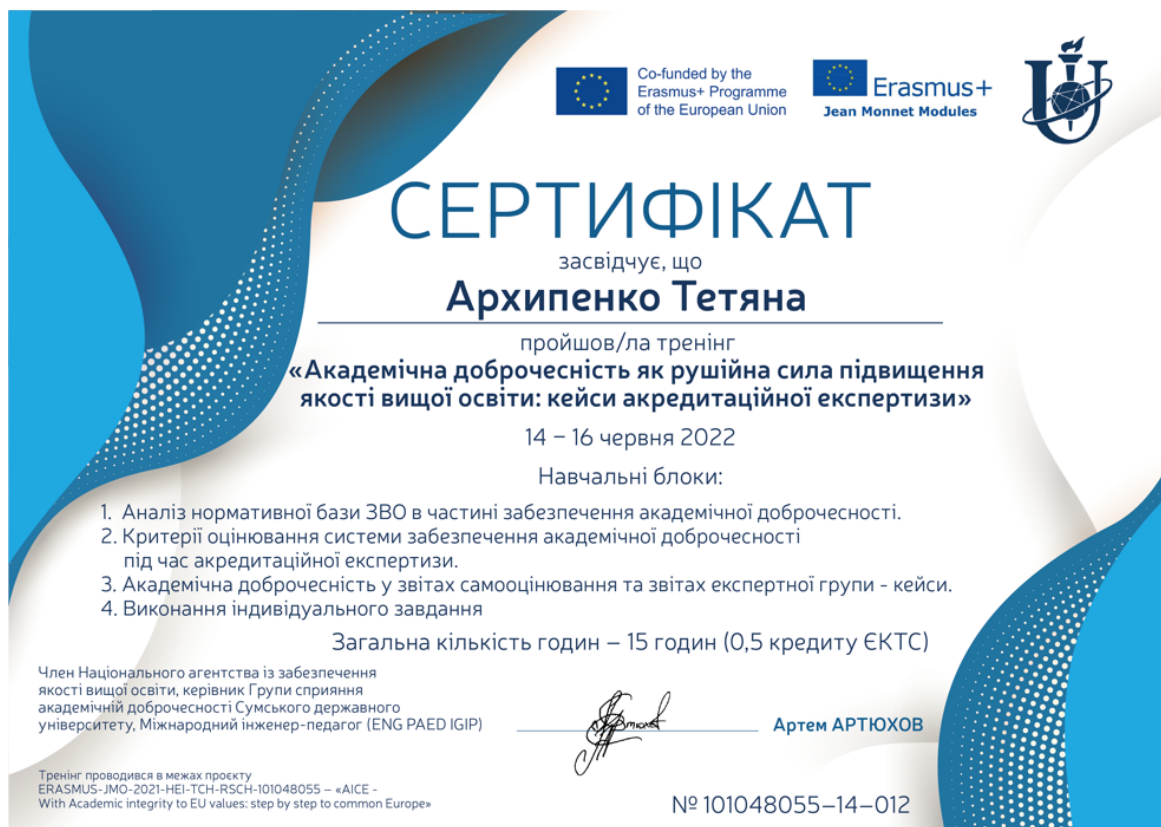 Co-funded by the
Erasmus+ Programme
of the European Union
Erasmus+
Jean Monnet Modules
СЕРТИФІКАТ
засвідчує, що
Архипенко Тетяна
пройшов/ла тренінг
«Академічна доброчесність як рушійна сила підвищення
якості вищої освіти: кейси акредитаційної експертизи»
14 – 16 червня 2022
Навчальні блоки:
1. Аналіз нормативної бази ЗВО в частині забезпечення академічної доброчесності.
2. Критерії оцінювання системи забезпечення академічної доброчесності
під час акредитаційної експертизи.
3. Академічна доброчесність у звітах самооцінювання та звітах експертної групи - кейси.
4. Виконання індивідуального завдання
Загальна кількість годин – 15 годин (0,5 кредиту ЄКТС)
Член Національного агентства із забезпечення
якості вищої освіти, керівник Групи сприяння
академічній доброчесності Сумського державного
університету, Міжнародний інженер-педагог (ENG PAED IGIP)
Артем АРТЮХОВ
Тренінг проводився в межах проєкту
ERASMUS-JMO-2021-HEI-TCH-RSCH-101048055 – «AICE -
With Academic integrity to EU values: step by step to common Europe»
№ 101048055–14–012